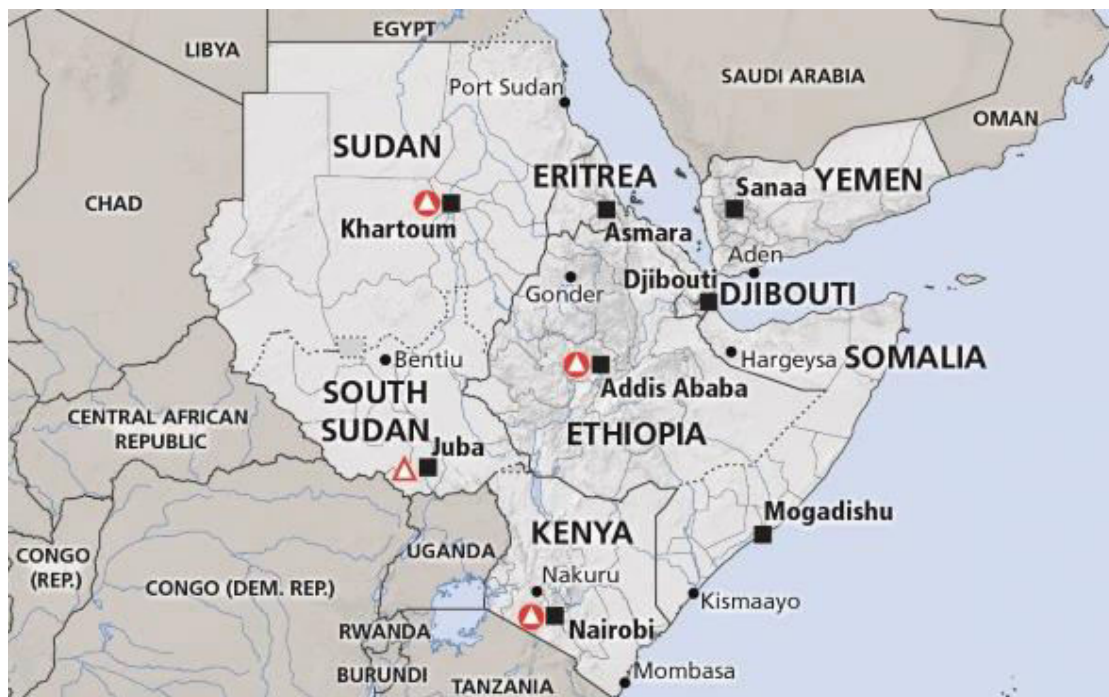 EGYPT
LIBYA
SAUDI ARABIA
Port Sudan
OMAN
SUDAN
ERITREA
YEMEN
Sanaa
CHAD
Khartoum
Asmara
Aden
Djibouti
Gonder
DJIBOUTI
Bentiu
Hargeysa
SOMALIA
SOUTH
SUDAN
Addis Ababa
CENTRAL AFRICAN
REPUBLIC
ETHIOPIA
Juba
Mogadishu
KENYA
UGANDA
CONGO
(REP.)
CONGO (DEM. REP.)
Nakuru
Kismaayo
RWANDA
Nairobi
BURUNDI
Mombasa
TANZANIA